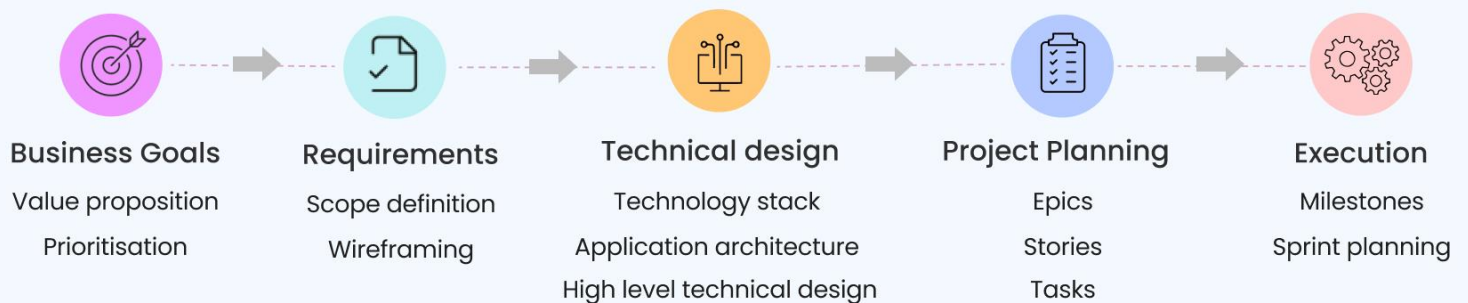 Business Goals
Value proposition
Prioritisation
Requirements
Scope definition
Wireframing
Technical design
Technology stack
Application architecture
High level technical design
Project Planning
Epics
Stories
Tasks
Execution
Milestones
Sprint planning